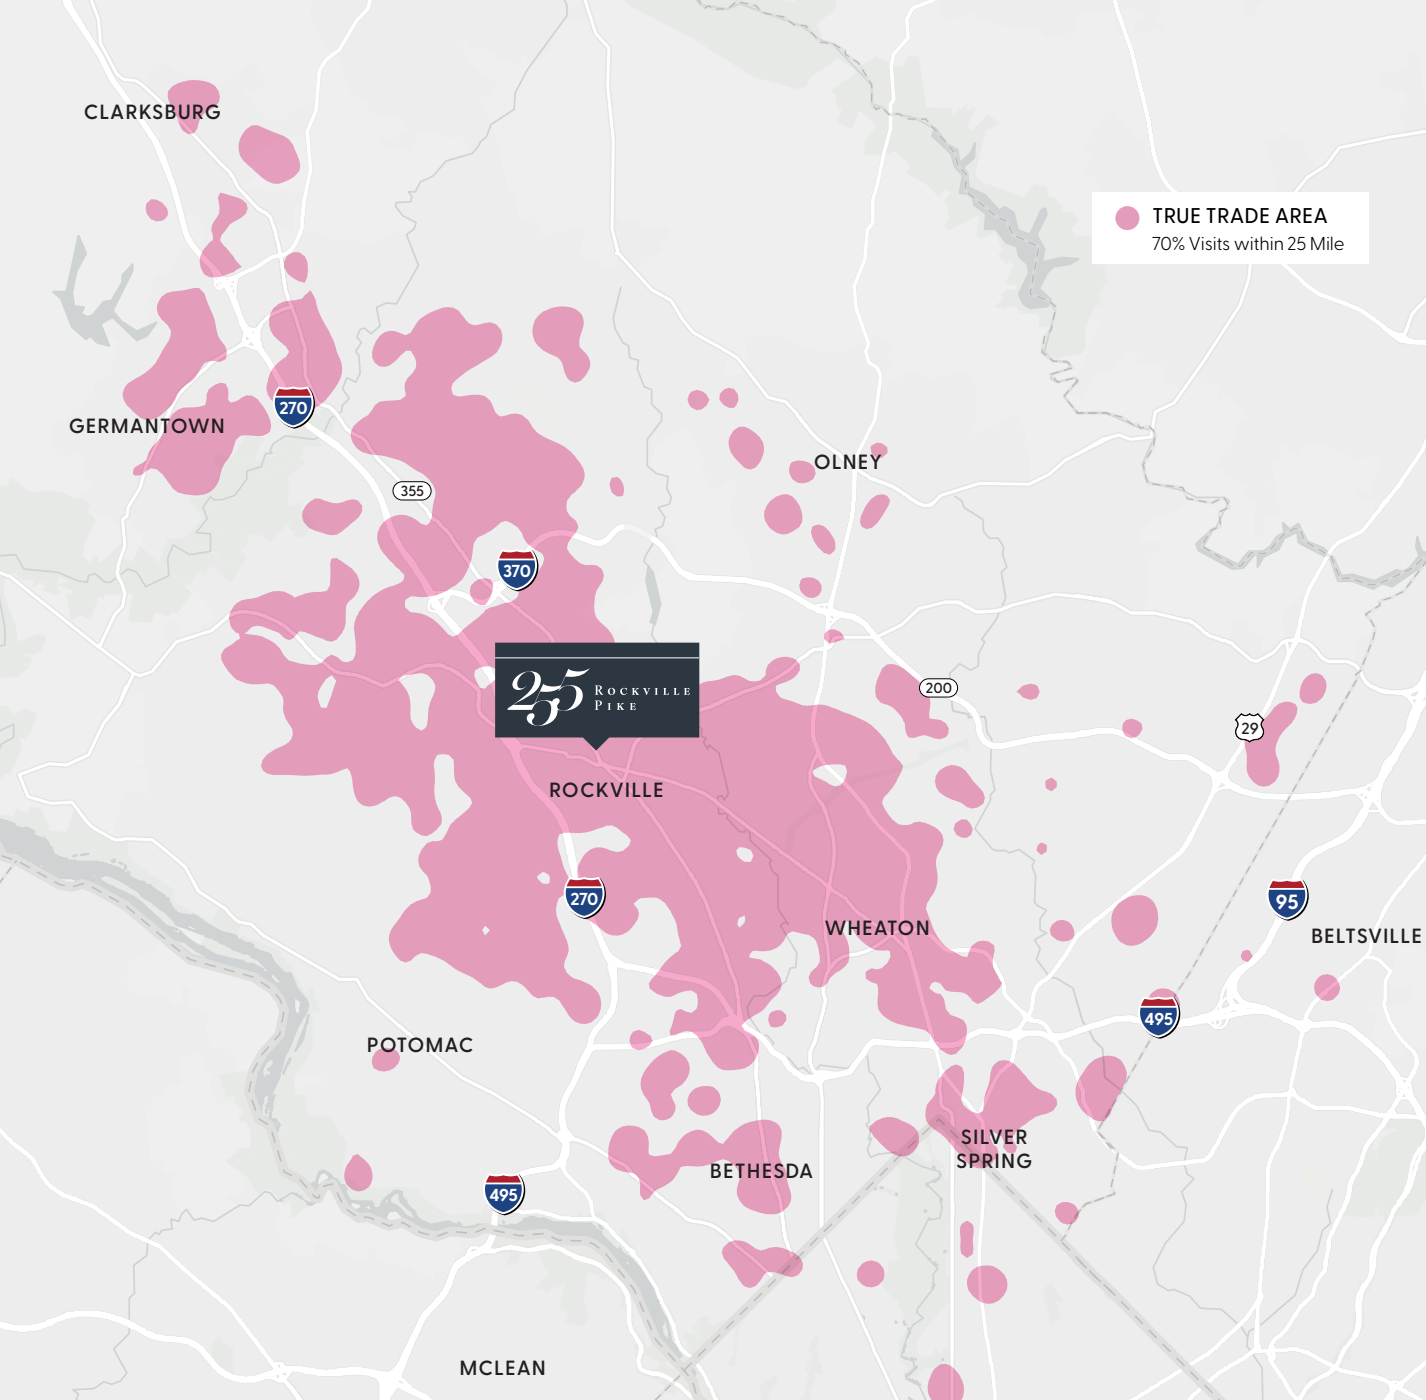 CLARKSBURG
TRUE TRADE AREA
70% Visits within 25 Mile
GERMANTOWN
270
OLNEY
355
370
255 ROCKVILLE
PIKE
200
29
ROCKVILLE
270
95
WHEATON
BELTSVILLE
495
POTOMAC
SILVER
SPRING
BETHESDA
495
MCLEAN